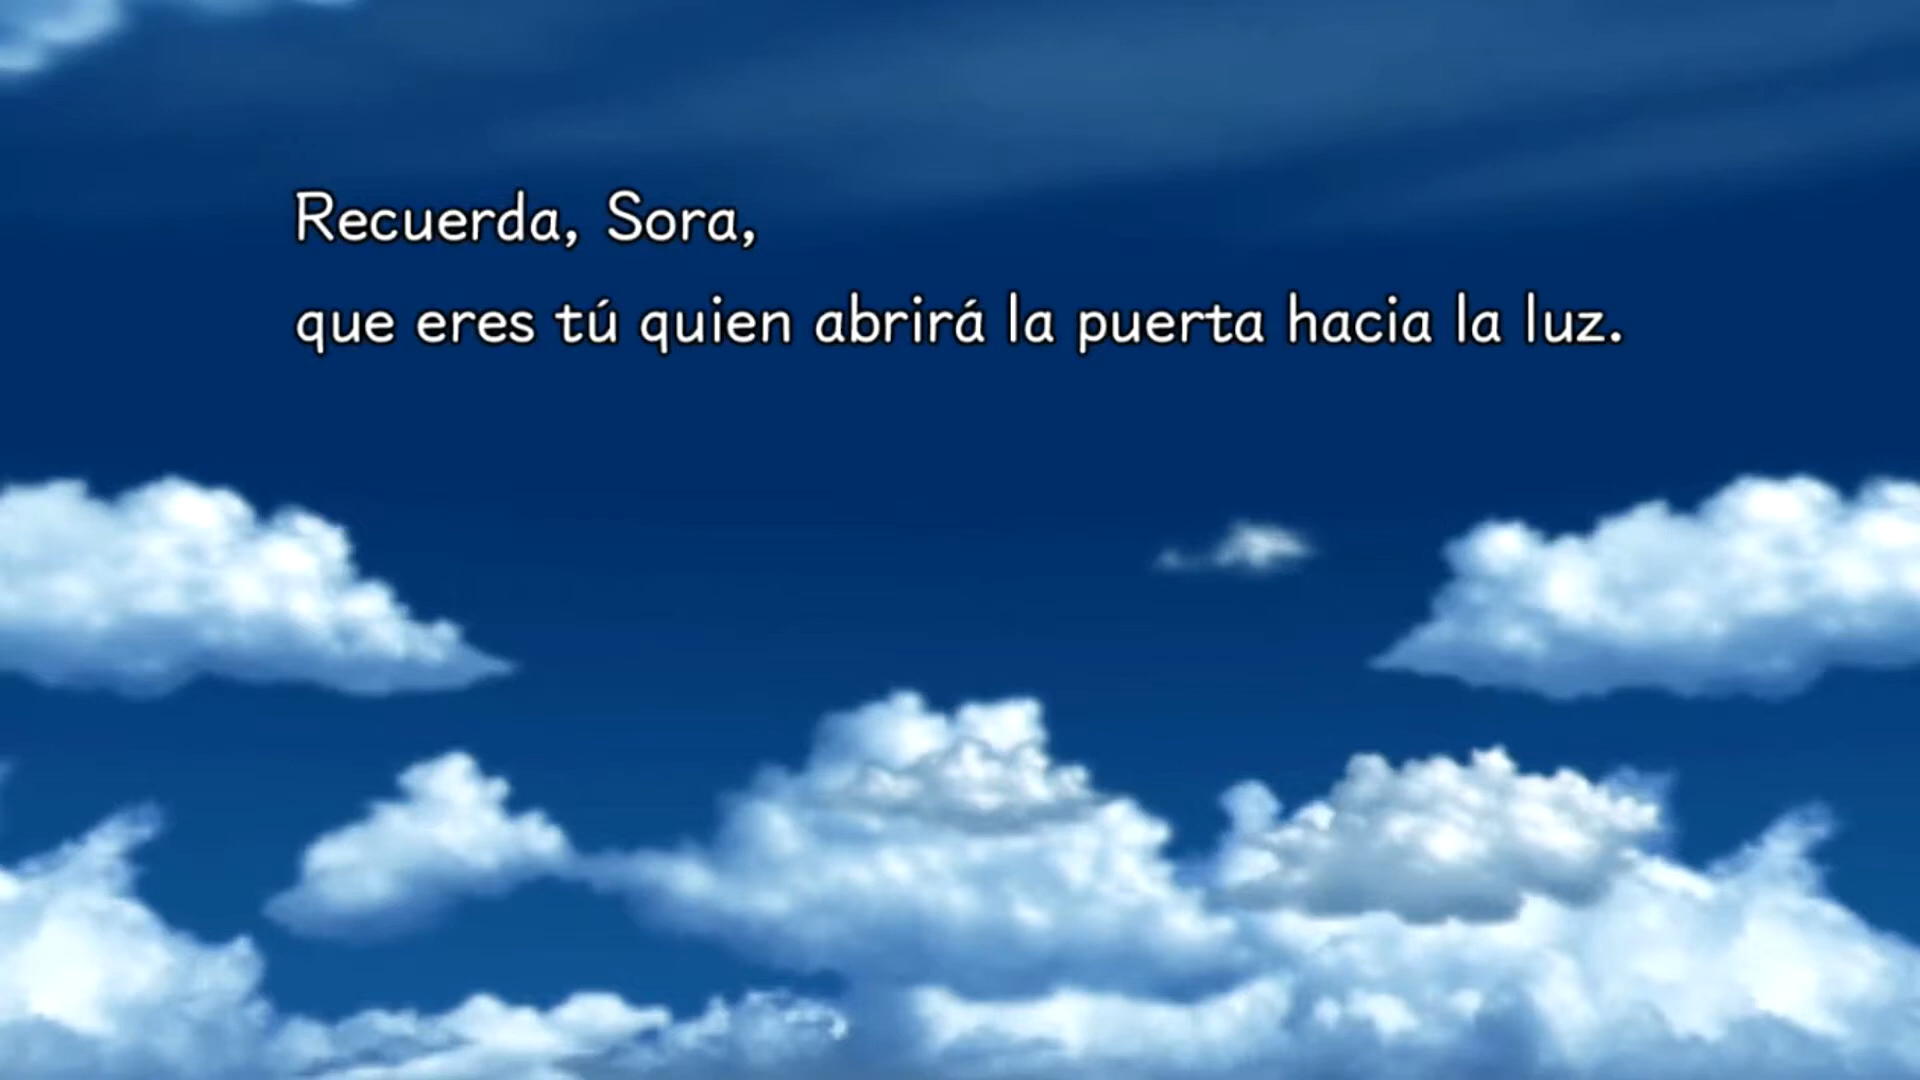 Recuerda, Sora,
que eres tú quien abrirá la puerta hacia la luz.